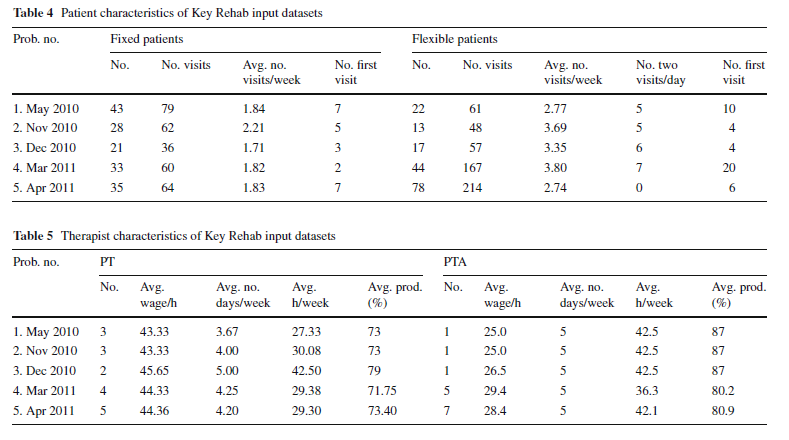 Table 4 Patient characteristics of Key Rehab input datasets
Prob. no. Fixed patients Flexible patients
No. No. visits Avg. no. visits/week No. first visit No. No. visits Avg. no. visits/week No. two visits/day No. first visit
1. May 2010 43 79 1.84 7 22 61 2.77 5 10
2. Nov 2010 28 62 2.21 5 13 48 3.69 5 4
3. Dec 2010 21 36 1.71 3 17 57 3.35 6 4
4. Mar 2011 33 60 1.82 2 44 167 3.80 7 20
5. Apr 2011 35 64 1.83 7 78 214 2.74 0 6
Table 5 Therapist characteristics of Key Rehab input datasets
Prob. no. PT PTA
No. Avg. wage/h Avg. no. days/week Avg. h/week Avg. prod. (%) No. Avg. wage/h Avg. no. days/week Avg. h/week Avg. prod. (%)
1. May 2010 3 43.33 3.67 27.33 73 1 25.0 5 42.5 87
2. Nov 2010 3 43.33 4.00 30.08 73 1 25.0 5 42.5 87
3. Dec 2010 2 45.65 5.00 42.50 79 1 26.5 5 42.5 87
4. Mar 2011 4 44.33 4.25 29.38 71.75 5 29.4 5 36.3 80.2
5. Apr 2011 5 44.36 4.20 29.30 73.40 7 28.4 5 42.1 80.9